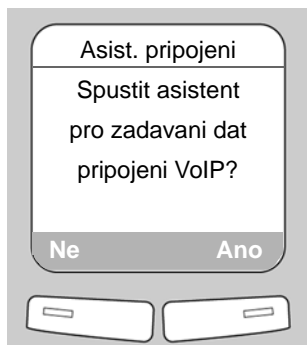 Asist. pripojeni
Spustit asistent
pro zadavani dat
pripojeni VoIP?
Ne Ano